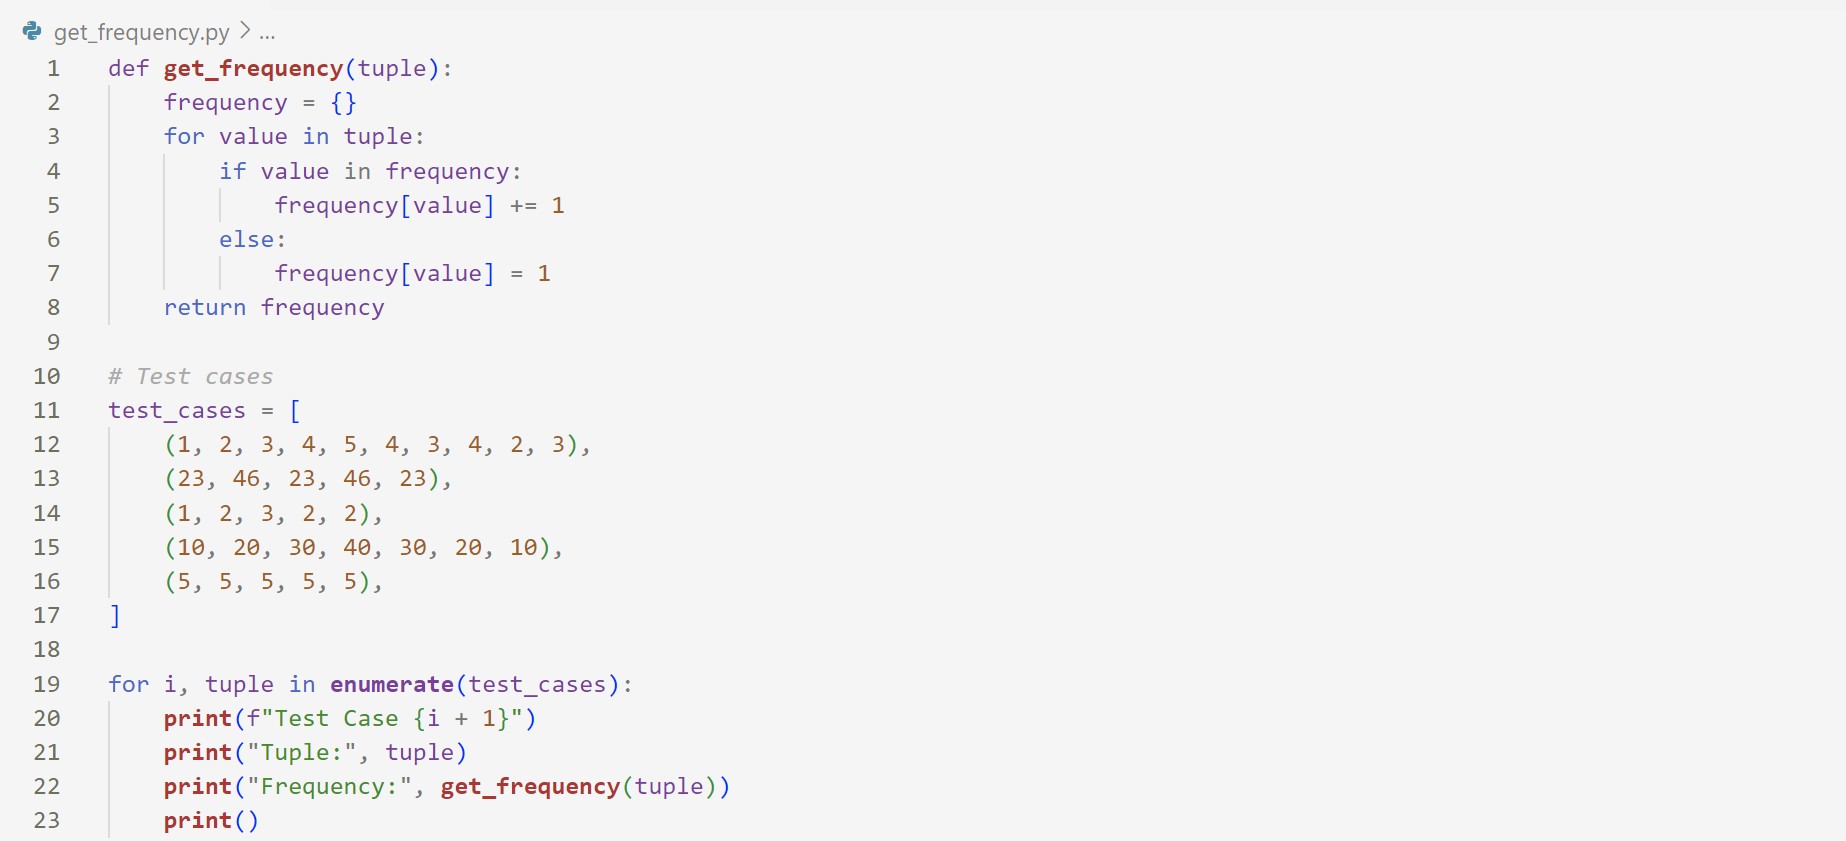 get_frequency.py > ...
1 def get_frequency(tuple):
2     frequency = {}
3     for value in tuple:
4         if value in frequency:
5             frequency[value] += 1
6         else:
7             frequency[value] = 1
8     return frequency
9
10 # Test cases
11 test_cases = [
12     (1, 2, 3, 4, 5, 4, 3, 4, 2, 3),
13     (23, 46, 23, 46, 23),
14     (1, 2, 3, 2, 2),
15     (10, 20, 30, 40, 30, 20, 10),
16     (5, 5, 5, 5, 5),
17 ]
18
19 for i, tuple in enumerate(test_cases):
20     print(f"Test Case {i + 1}")
21     print("Tuple:", tuple)
22     print("Frequency:", get_frequency(tuple))
23     print()